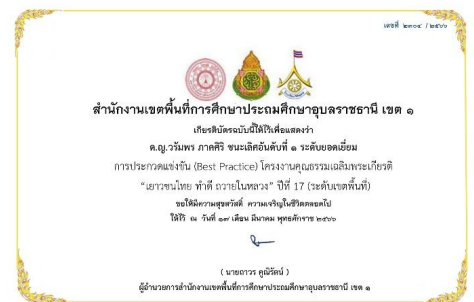 เลขที่ ๒๓๐๔ /๒๕๖๖
สำนักงานเขตพื้นที่การศึกษาประถมศึกษาอุบลราชธานี เขต ๑
เกียรติบัตรฉบับนี้ให้ไว้เพื่อแสดงว่า
ด.ญ.วรัมพร ภาคศิริ ชนะเลิศอันดับที่ ๑ ระดับยอดเยี่ยม
การประกวดแข่งขัน (Best Practice) โครงงานคุณธรรมเฉลิมพระเกียรติ
“เยาวชนไทย ทำดี ถวายในหลวง” ปีที่ 17 (ระดับเขตพื้นที่)
ขอให้มีความสุขสวัสดิ์ ความเจริญในชีวิตตลอดไป
ให้ไว้ ณ วันที่ ๑๗ เดือน มีนาคม พุทธศักราช ๒๕๖๖
( นายถาวร คูณิรัตน์ )
ผู้อำนวยการสำนักงานเขตพื้นที่การศึกษาประถมศึกษาอุบลราชธานี เขต ๑